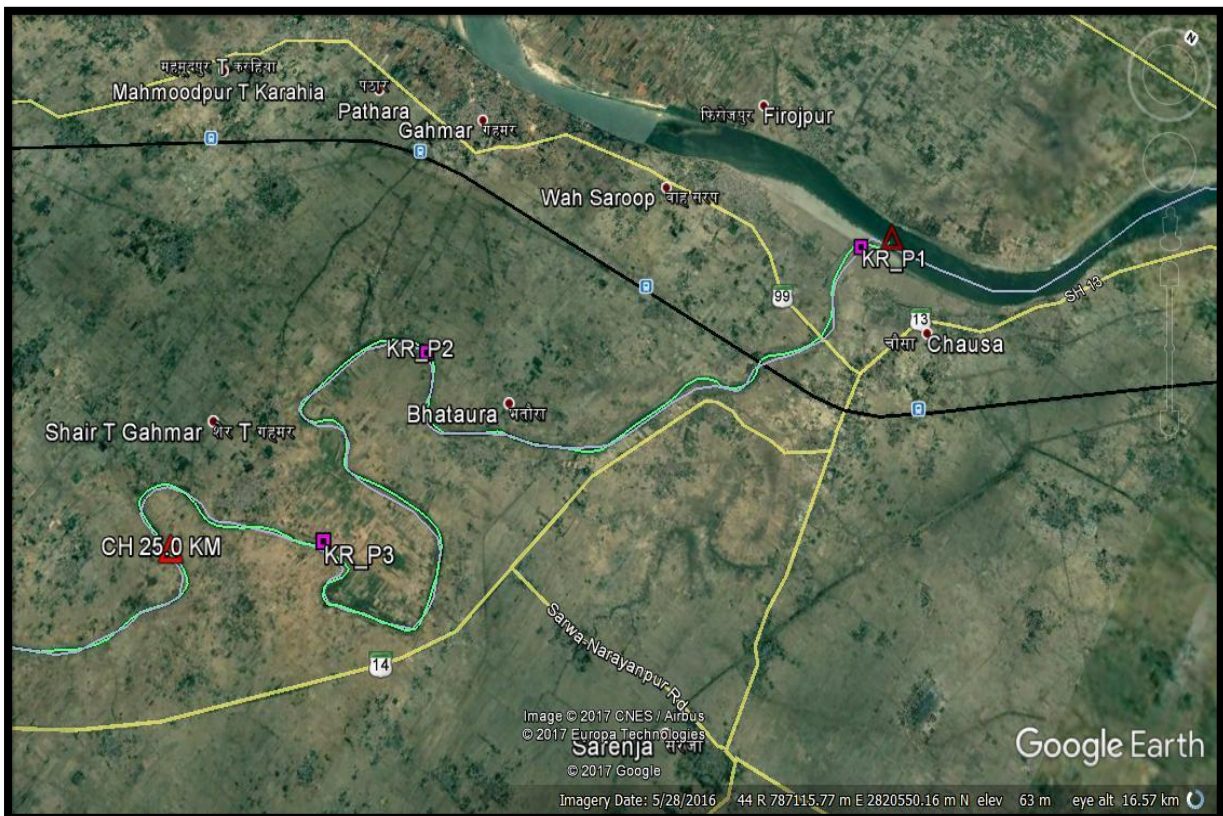 N
महमूदपुर T करहिया
Mahmoodpur T Karahia
पठार
Pathara
Gahmar गहमर
फिरोजपुर Firojpur
Wah Saroop
KR_P1
99
SH 13
13
चौसा Chausa
KR_P2
Bhataura भतौरा
Shair T Gahmar शेर T गहमर
CH 25.0 KM
KR_P3
14
Sarwa-Narayanpur Rd
Image © 2017 CNES / Airbus
© 2017 Europa Technologies
Sarenja सरेंजा
© 2017 Google
Google Earth
Imagery Date: 5/28/2016 44 R 787115.77 m E 2820550.16 m N elev 63 m eye alt 16.57 km